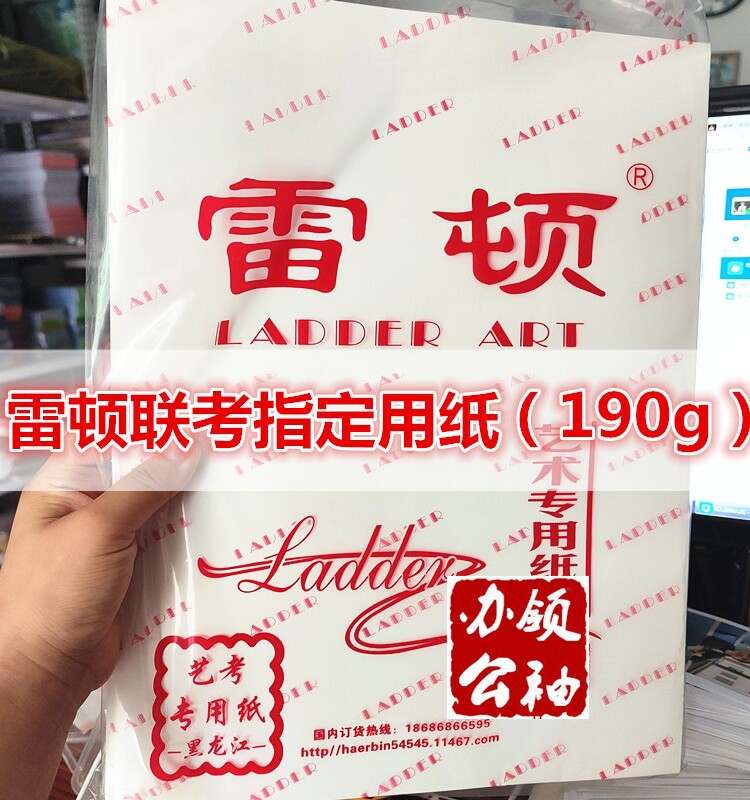 LADDER
雷顿®
LADDER ART
雷顿联考指定用纸（190g）
艺术专用纸
Ladder
办领
公袖
艺考
专用纸
—黑龙江—
国内订货热线：18686866595
http//haerbin54545.11467.com